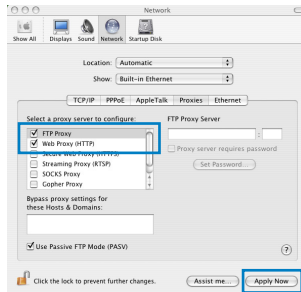 Network
Show All Displays Sound Network Startup Disk
Location: Automatic
Show: Built-in Ethernet
TCP/IP PPPoE AppleTalk Proxies Ethernet
Select a proxy server to configure:
FTP Proxy Server
FTP Proxy
Web Proxy (HTTP)
:
Secure Web Proxy (HTTPS)
Proxy server requires password
Streaming Proxy (RTSP)
Set Password...
SOCKS Proxy
Gopher Proxy
Bypass proxy settings for
these Hosts & Domains:
Use Passive FTP Mode (PASV)
?
Click the lock to prevent further changes.
Assist me...
Apply Now